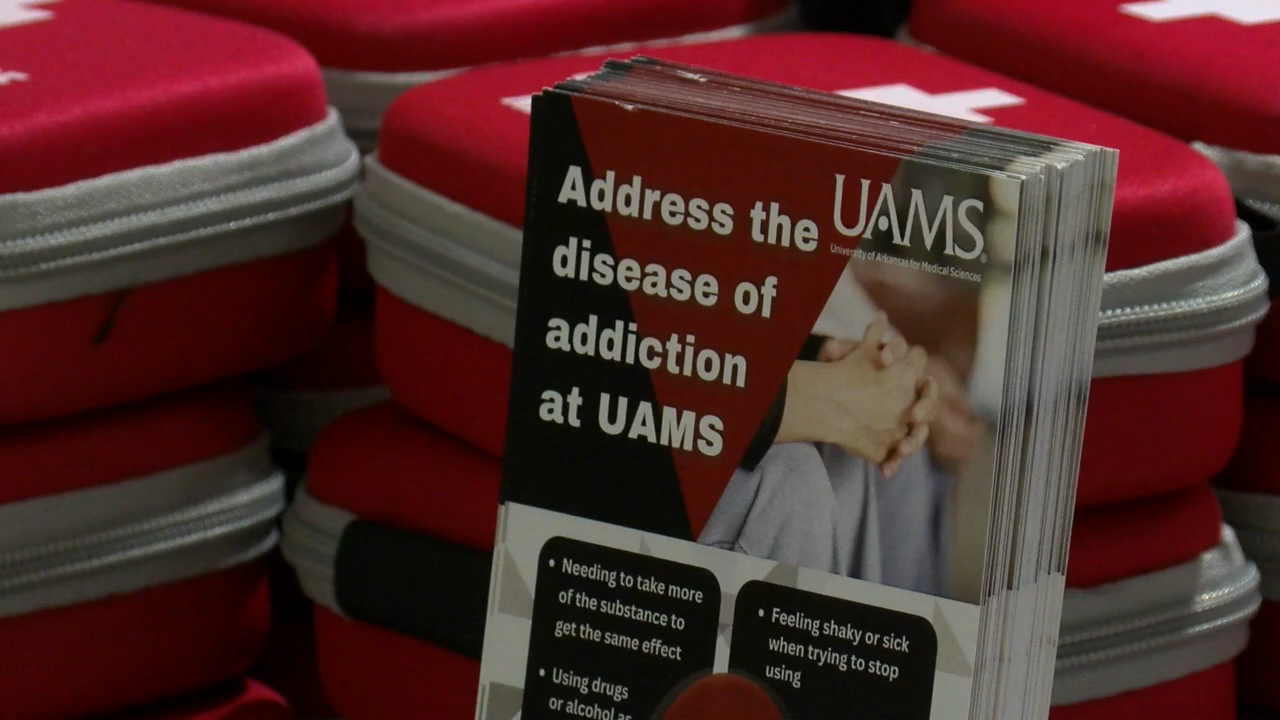 Address the
disease of
addiction
at UAMS
UAMS
University of Arkansas for Medical Sciences
• Needing to take more
of the substance to
get the same effect
• Using drugs
or alcohol as
• Feeling shaky or sick
when trying to stop
using